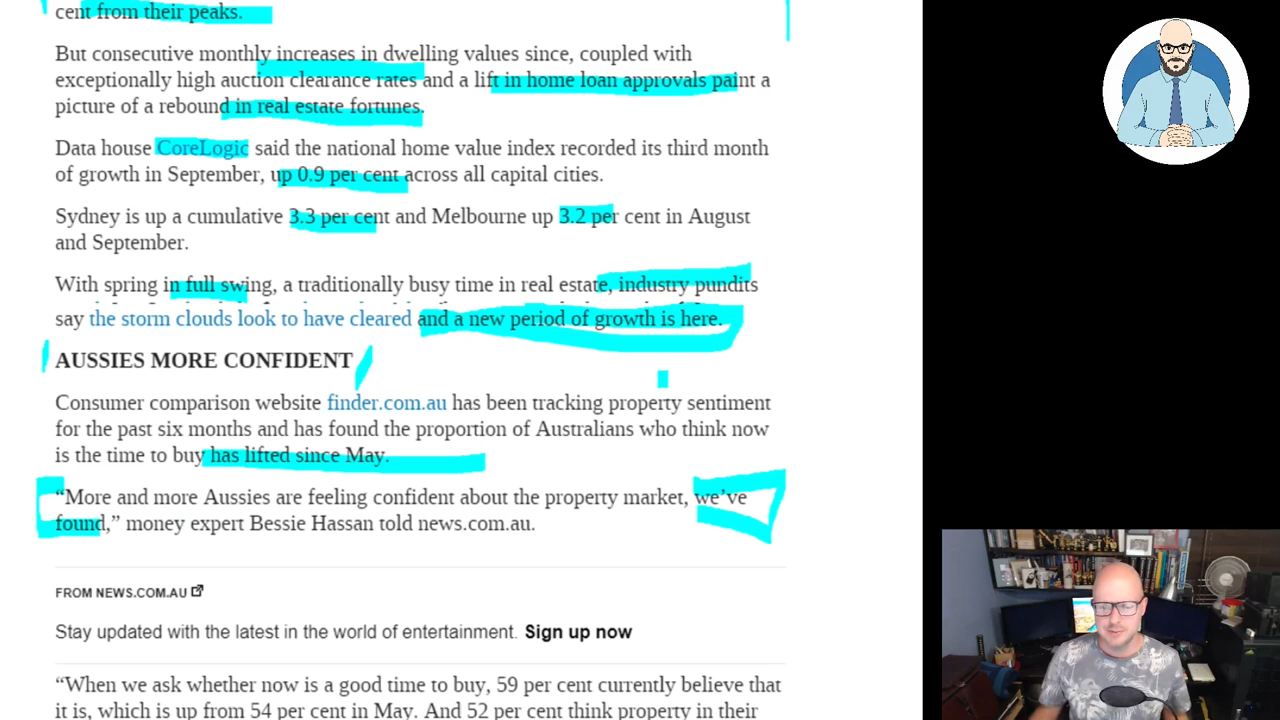 cent from their peaks.
But consecutive monthly increases in dwelling values since, coupled with
exceptionally high auction clearance rates and a lift in home loan approvals paint a
picture of a rebound in real estate fortunes.
Data house CoreLogic said the national home value index recorded its third month
of growth in September, up 0.9 per cent across all capital cities.
Sydney is up a cumulative 3.3 per cent and Melbourne up 3.2 per cent in August
and September.
With spring in full swing, a traditionally busy time in real estate, industry pundits
say the storm clouds look to have cleared and a new period of growth is here.
AUSSIES MORE CONFIDENT
Consumer comparison website finder.com.au has been tracking property sentiment
for the past six months and has found the proportion of Australians who think now
is the time to buy has lifted since May.
“More and more Aussies are feeling confident about the property market, we’ve
found,” money expert Bessie Hassan told news.com.au.
FROM NEWS.COM.AU
Stay updated with the latest in the world of entertainment. Sign up now
“When we ask whether now is a good time to buy, 59 per cent currently believe that
it is, which is up from 54 per cent in May. And 52 per cent think property in their